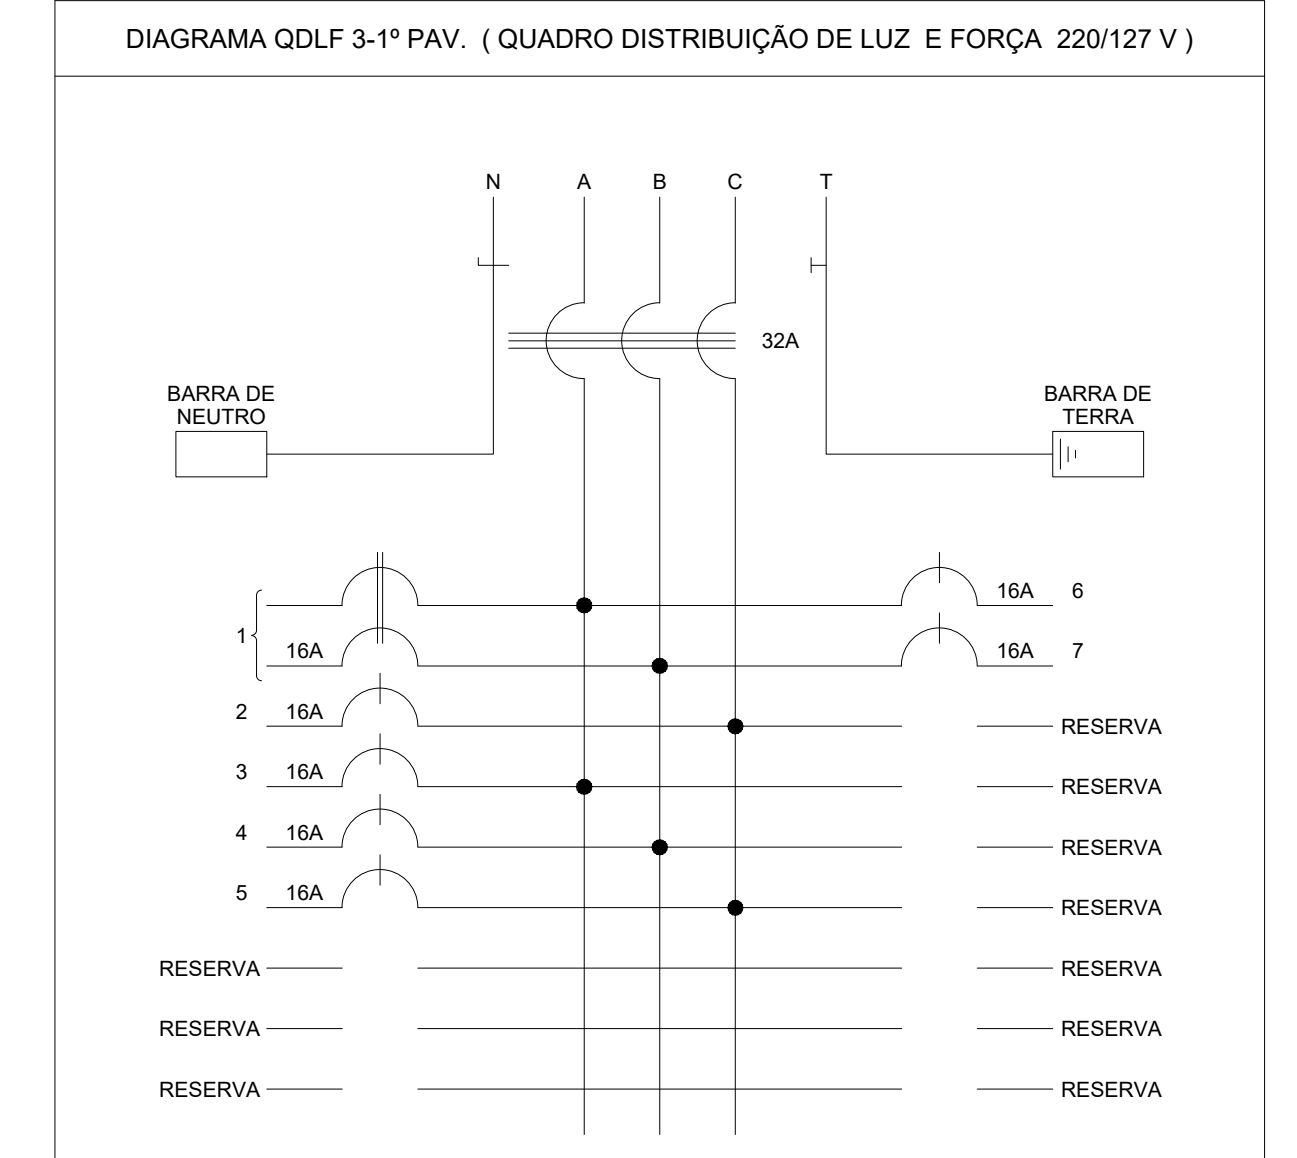 DIAGRAMA QDLF 3-1º PAV. ( QUADRO DISTRIBUIÇÃO DE LUZ E FORÇA 220/127 V )
N A B C T
32A
BARRA DE
NEUTRO
BARRA DE
TERRA
16A 6
1
16A
16A 7
2 16A RESERVA
3 16A RESERVA
4 16A RESERVA
5 16A RESERVA
RESERVA RESERVA
RESERVA RESERVA
RESERVA RESERVA